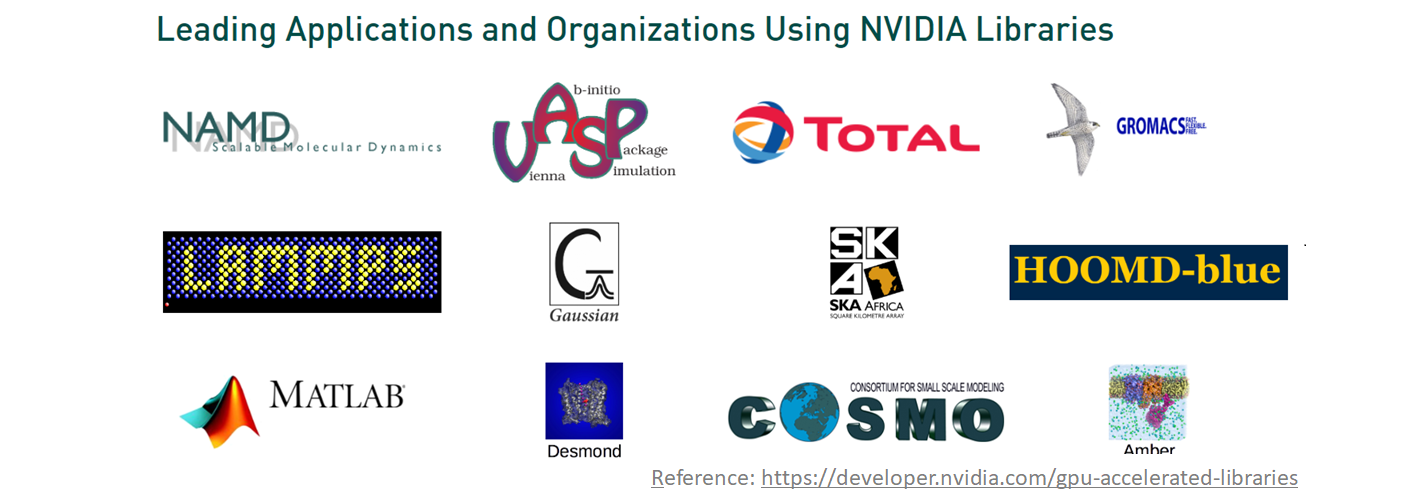 Leading Applications and Organizations Using NVIDIA Libraries
NAMD
Scalable Molecular Dynamics
VASP
b-initio
ackage
imulation
ienna
TOTAL
GROMACS
FAST.
FLEXIBLE.
FREE.
LAMMPS
G
Gaussian
SK
A
SKA AFRICA
SQUARE KILOMETRE ARRAY
HOOMD-blue
MATLAB®
Desmond
CONSORTIUM FOR SMALL SCALE MODELING
COSMO
Amber
Reference: https://developer.nvidia.com/gpu-accelerated-libraries